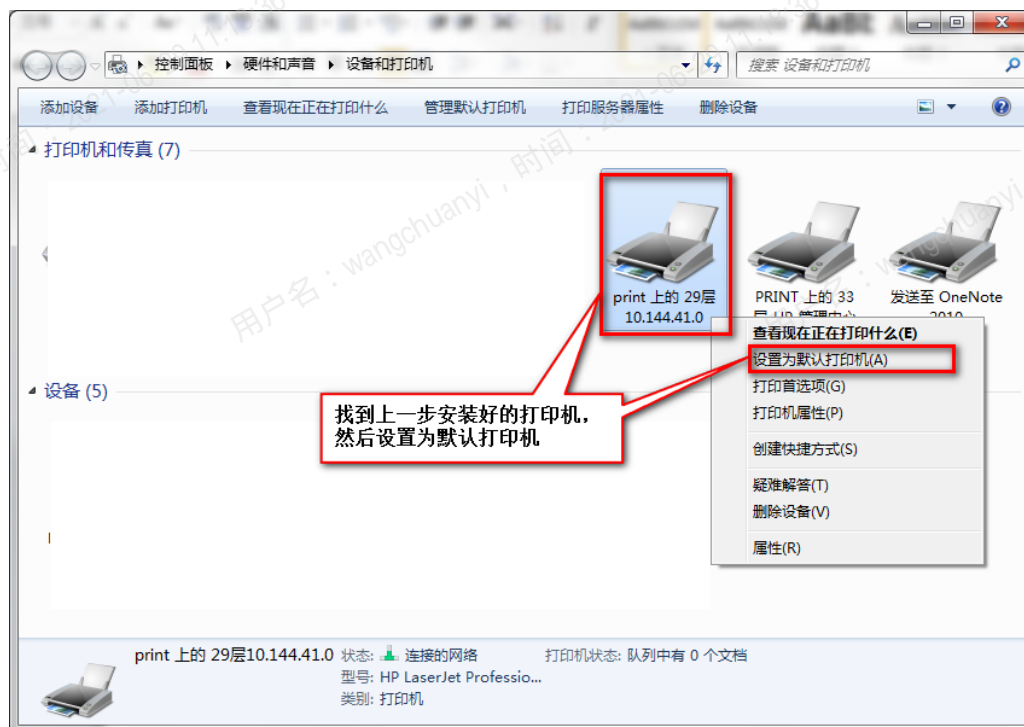 控制面板 硬件和声音 设备和打印机
搜索 设备和打印机
添加设备 添加打印机 查看现在正在打印什么 管理默认打印机 打印服务器属性 删除设备
打印机和传真 (7)
print 上的 29层
10.144.41.0
PRINT 上的 33
层 HP 管理中心
发送至 OneNote
2010
查看现在正在打印什么(E)
设置为默认打印机(A)
打印首选项(G)
打印机属性(P)
创建快捷方式(S)
疑难解答(T)
删除设备(V)
属性(R)
设备 (5)
找到上一步安装好的打印机，
然后设置为默认打印机
print 上的 29层10.144.41.0 状态: 连接的网络 打印机状态: 队列中有 0 个文档
型号: HP LaserJet Professio...
类别: 打印机
用户名：wangchuanyi，时间：